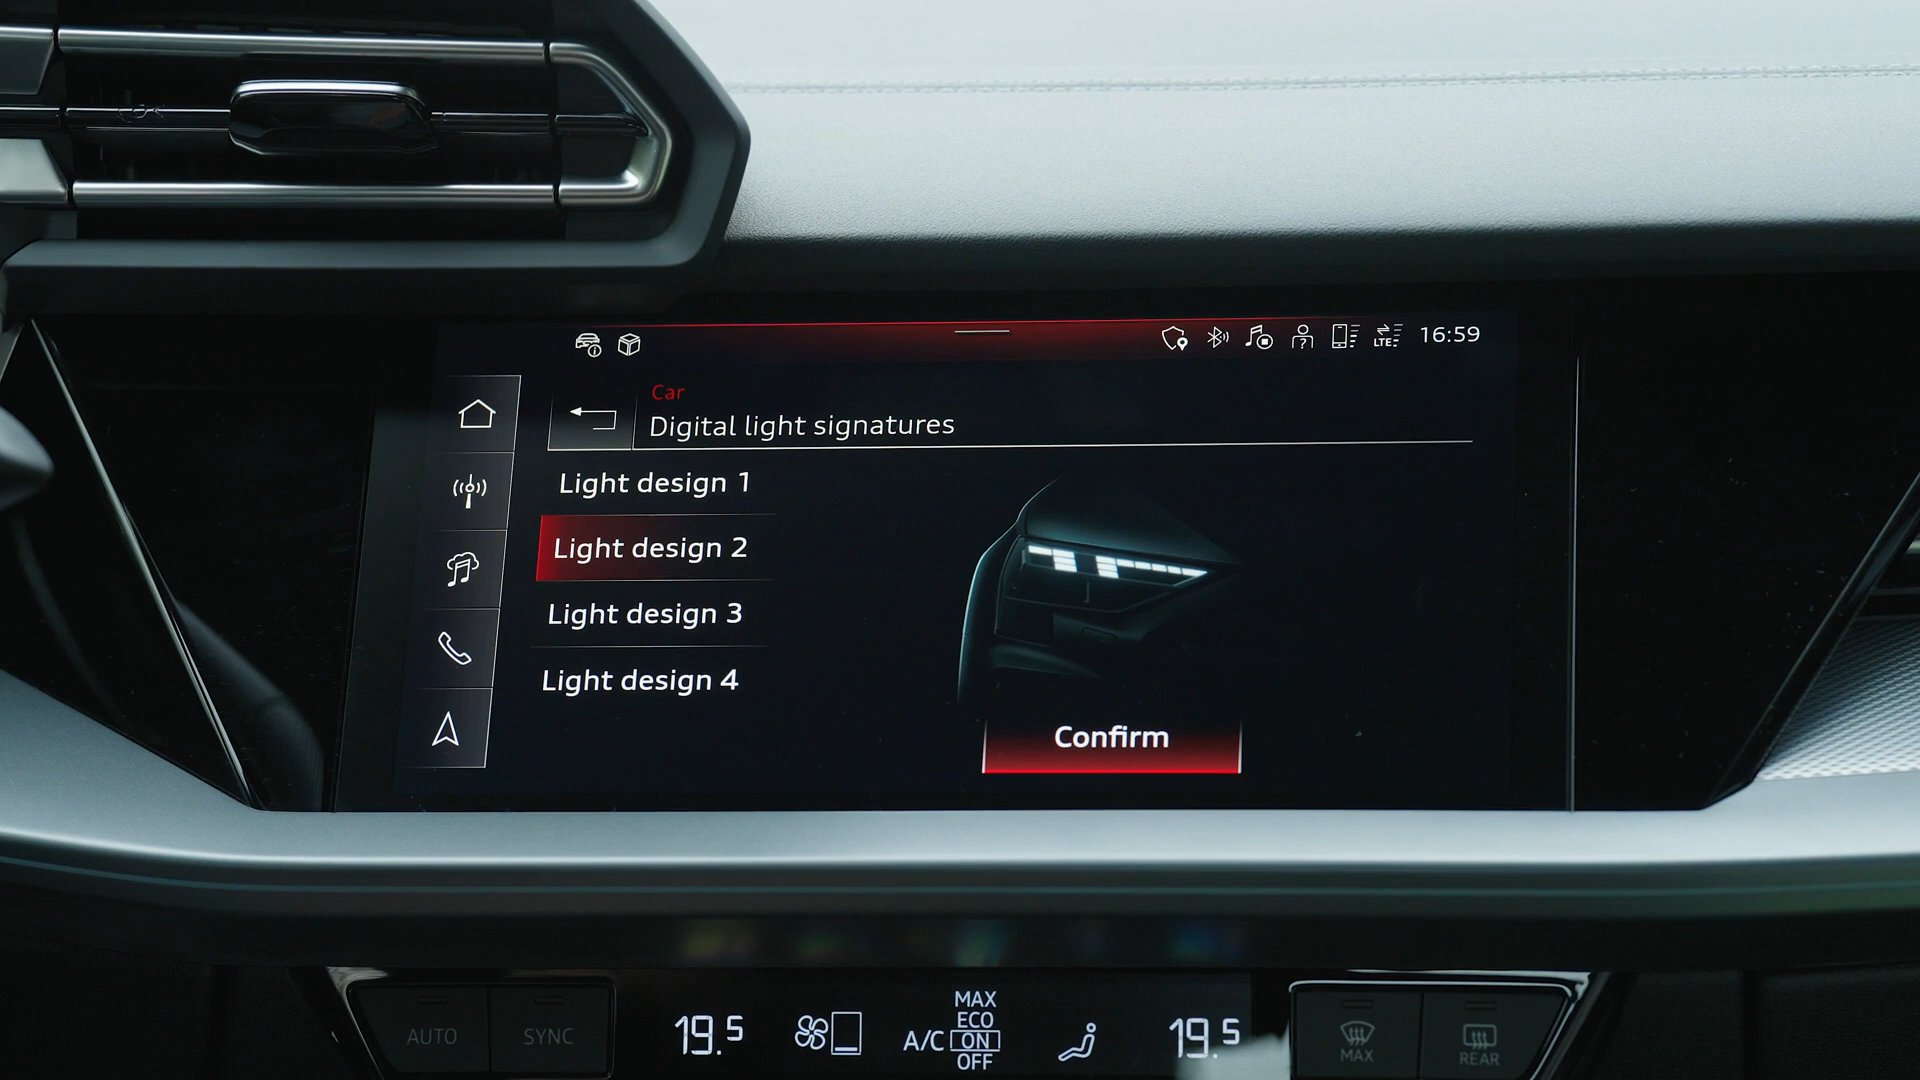 16:59
LTE
Car
Digital light signatures
Light design 1
Light design 2
Light design 3
Light design 4
Confirm
AUTO
SYNC
19.5
A/C
MAX
ECO
ON
OFF
19.5
MAX
REAR